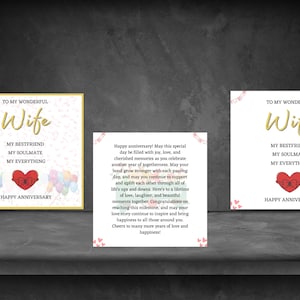 TO MY WONDERFUL
Wife
MY BESTFRIEND
MY SOULMATE
MY EVERYTHING
HAPPY ANNIVERSARY
Happy anniversary! May this special
day be filled with joy, love, and
cherished memories as you celebrate
another year of togetherness. May your
bond grow stronger with each passing
day, and may you continue to support
and uplift each other through all of
life's ups and downs. Here's to a lifetime
of love, laughter, and beautiful
moments together. Congratulations on
reaching this milestone, and may your
love story continue to inspire and bring
happiness to all those around you.
Cheers to many more years of love and
happiness!
TO MY WONDERFUL
Wife
MY BESTFRIEND
MY SOULMA
MY EVERYTH
HAPPY ANNIVER